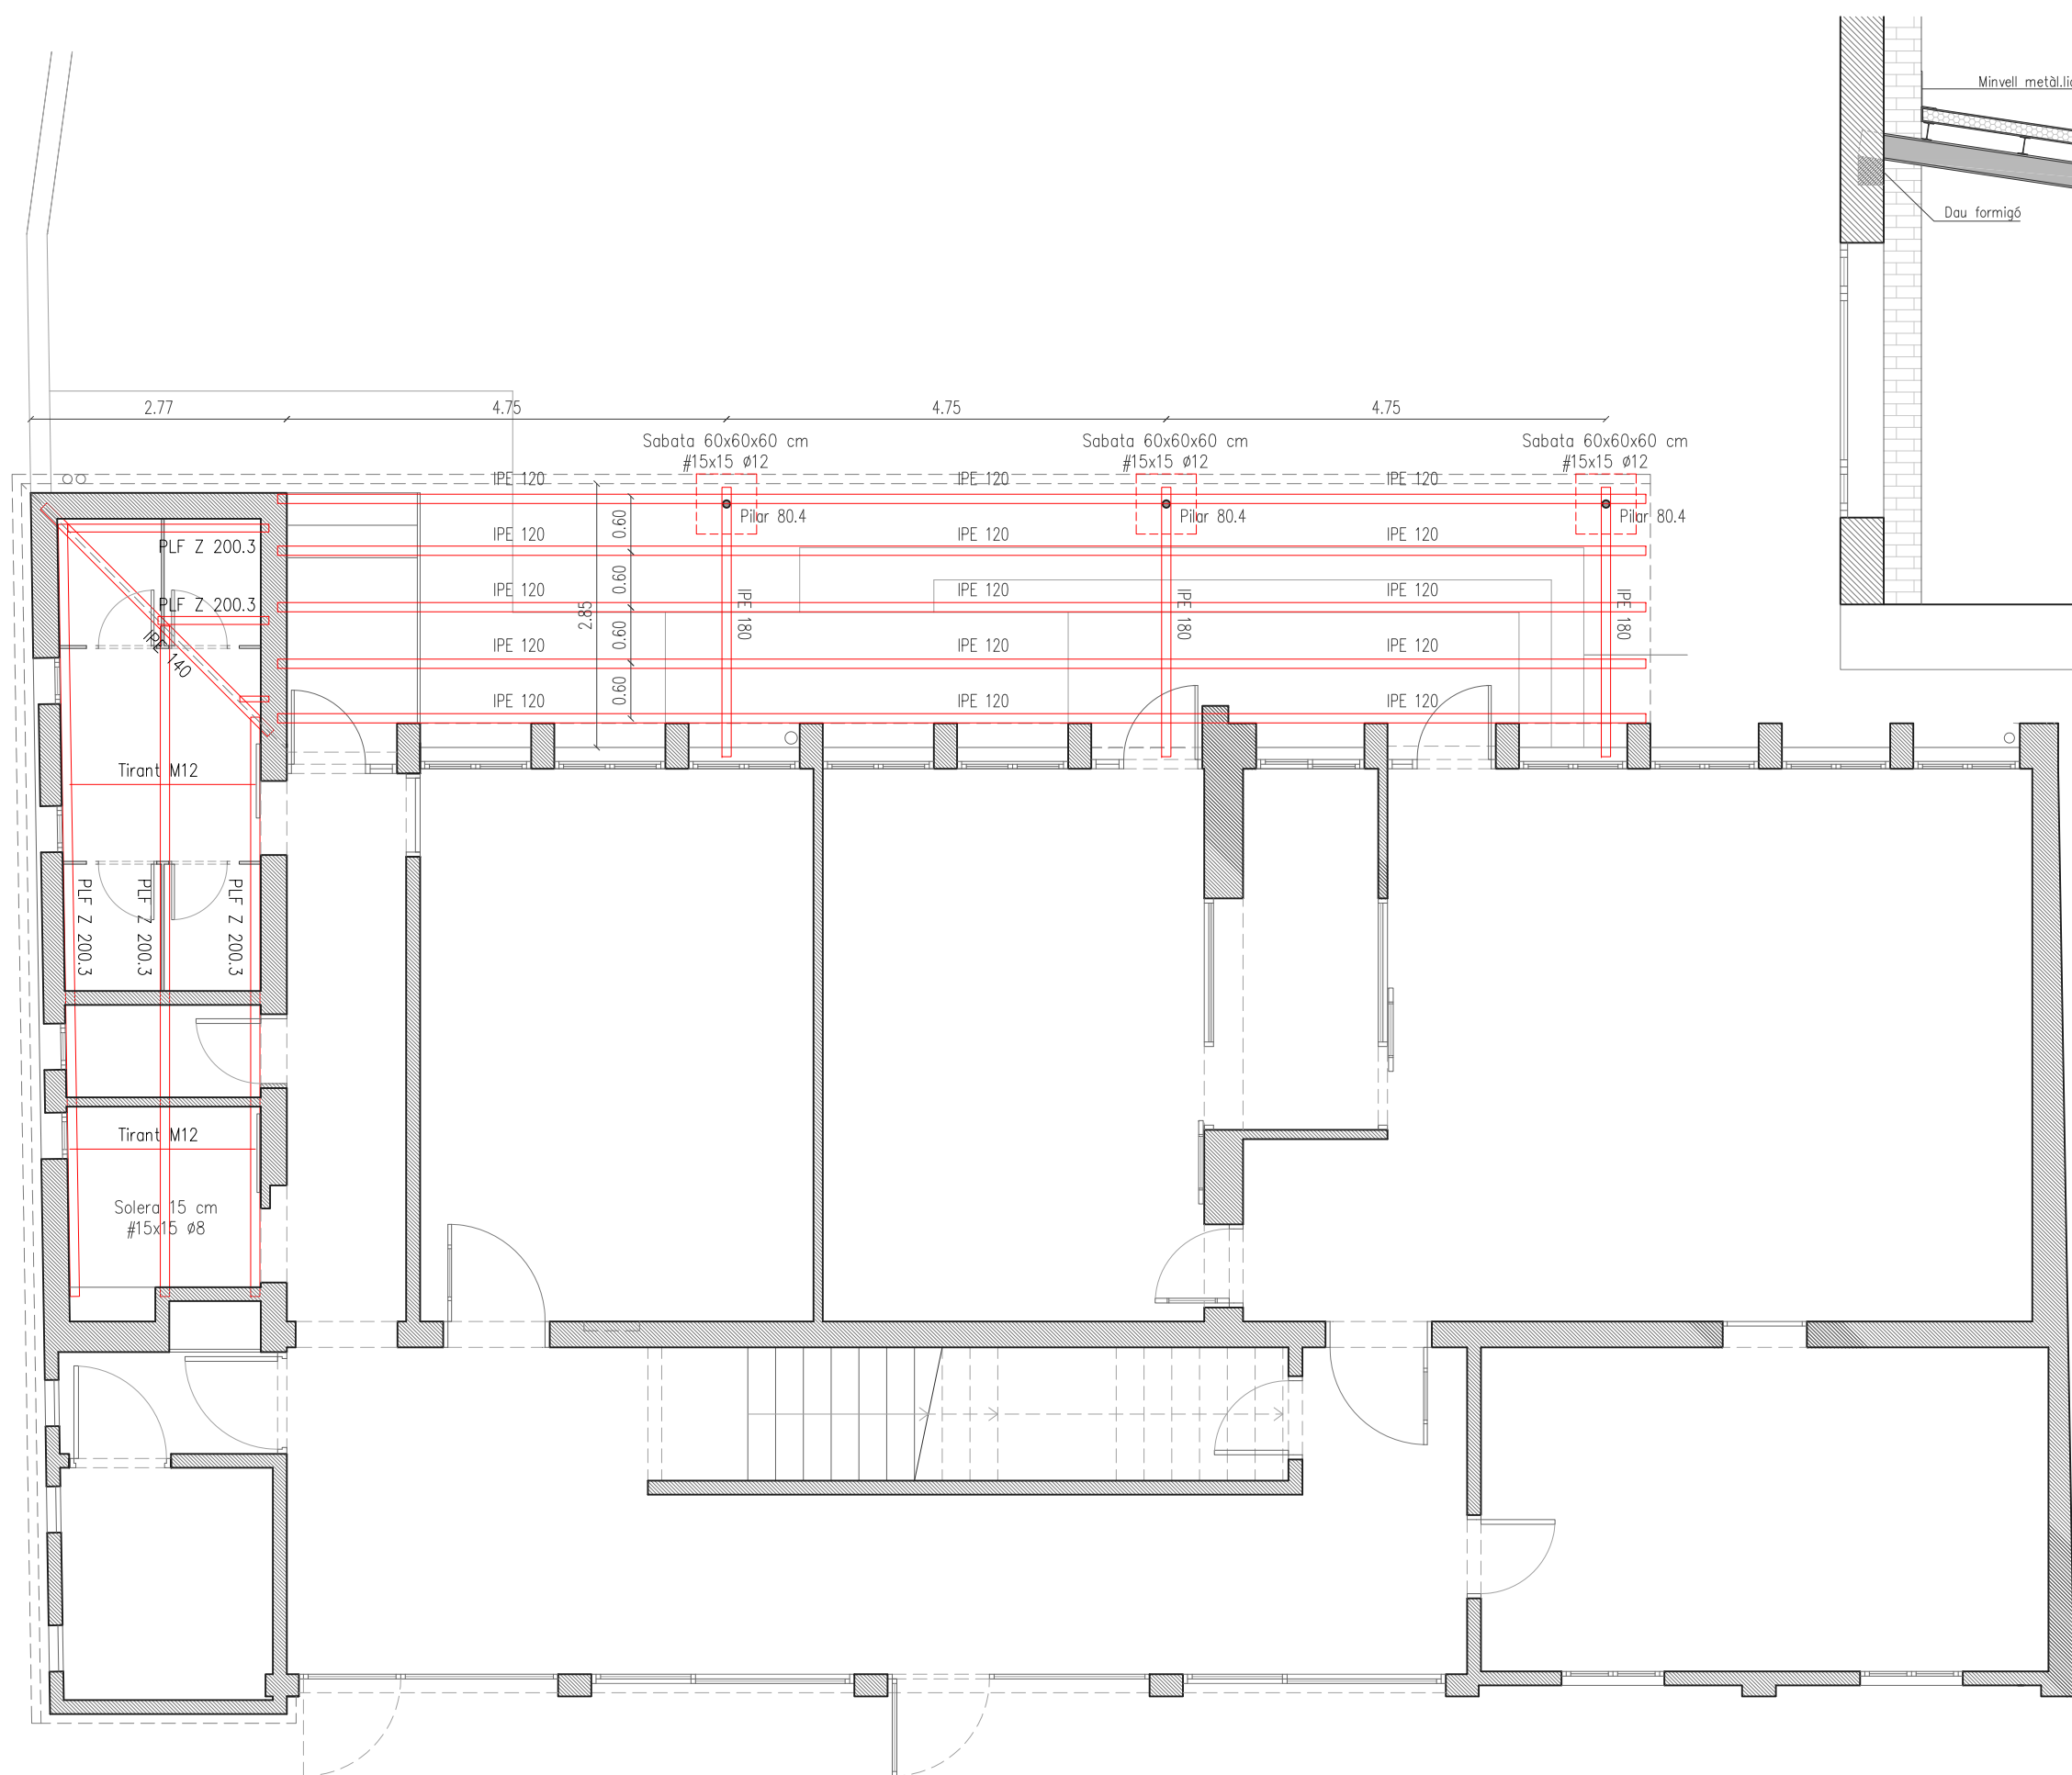 Minvell metàl.lic
Dau formigó
2.77
4.75
4.75
4.75
Sabata 60x60x60 cm
#15x15 ø12
Sabata 60x60x60 cm
#15x15 ø12
Sabata 60x60x60 cm
#15x15 ø12
IPE 120
IPE 120
IPE 120
Pilar 80.4
Pilar 80.4
Pilar 80.4
0.60
IPE 120
IPE 120
IPE 120
PLF Z 200.3
0.60
IPE 120
IPE 120
IPE 120
PLF Z 200.3
2.85
IPE 180
IPE 180
IPE 180
IPE 140
0.60
IPE 120
IPE 120
IPE 120
0.60
IPE 120
IPE 120
IPE 120
Tirant M12
PLF Z 200.3
PLF Z 200.3
PLF Z 200.3
Tirant M12
Solera 15 cm
#15x15 ø8